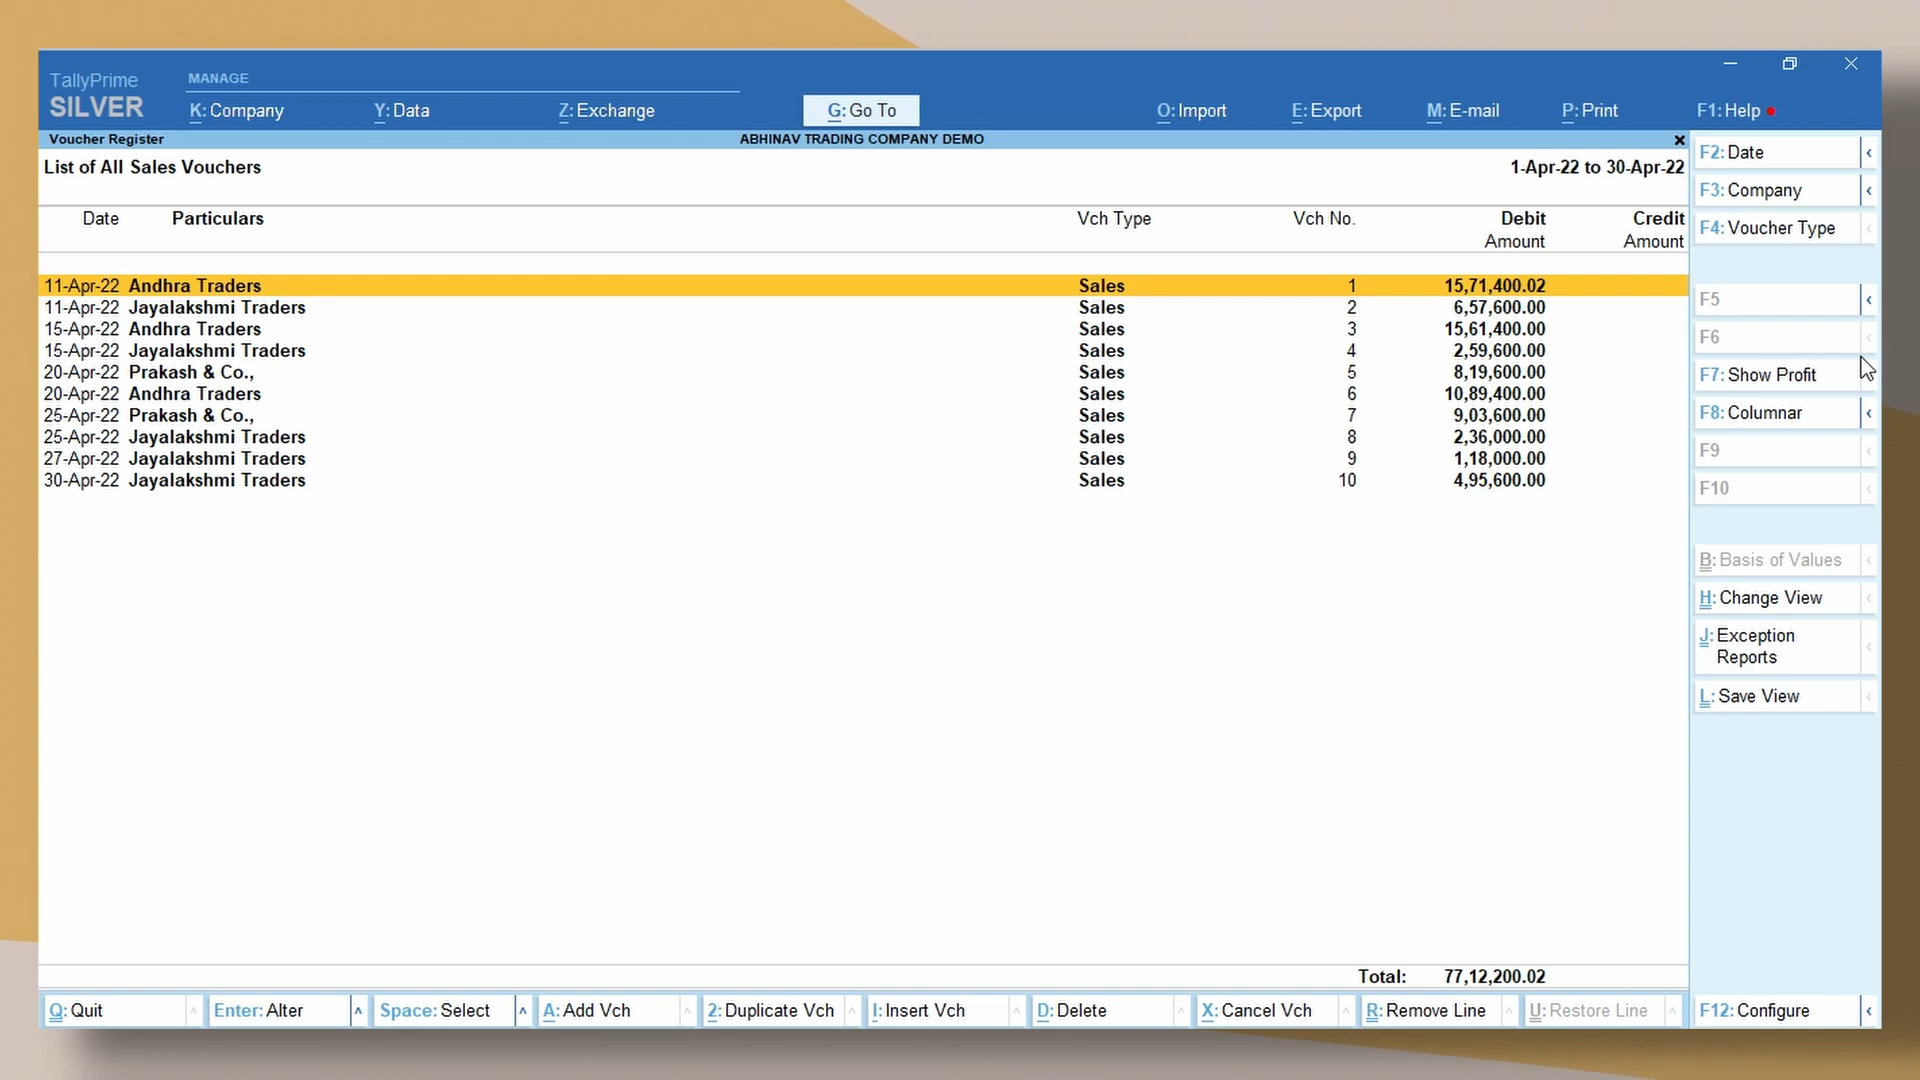 TallyPrime
SILVER
MANAGE
K: Company Y: Data Z: Exchange G: Go To O: Import E: Export M: E-mail P: Print F1: Help
Voucher Register ABHINAV TRADING COMPANY DEMO
List of All Sales Vouchers 1-Apr-22 to 30-Apr-22
Date Particulars Vch Type Vch No. Debit Credit
Amount Amount
11-Apr-22 Andhra Traders Sales 1 15,71,400.02
11-Apr-22 Jayalakshmi Traders Sales 2 6,57,600.00
15-Apr-22 Andhra Traders Sales 3 15,61,400.00
15-Apr-22 Jayalakshmi Traders Sales 4 2,59,600.00
20-Apr-22 Prakash & Co., Sales 5 8,19,600.00
20-Apr-22 Andhra Traders Sales 6 10,89,400.00
25-Apr-22 Prakash & Co., Sales 7 9,03,600.00
25-Apr-22 Jayalakshmi Traders Sales 8 2,36,000.00
27-Apr-22 Jayalakshmi Traders Sales 9 1,18,000.00
30-Apr-22 Jayalakshmi Traders Sales 10 4,95,600.00
Total: 77,12,200.02
F2: Date
F3: Company
F4: Voucher Type
F5
F6
F7: Show Profit
F8: Columnar
F9
F10
B: Basis of Values
H: Change View
J: Exception
Reports
L: Save View
Q: Quit Enter: Alter Space: Select A: Add Vch 2: Duplicate Vch I: Insert Vch D: Delete X: Cancel Vch R: Remove Line U: Restore Line F12: Configure